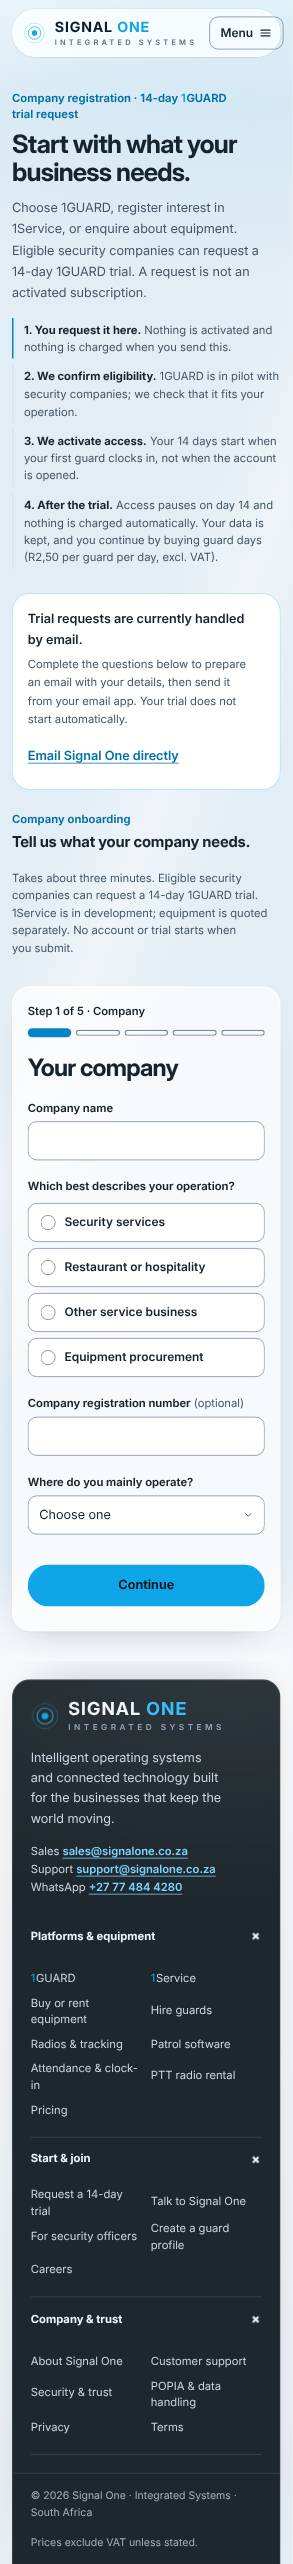 SIGNAL ONE
INTEGRATED SYSTEMS
Menu
Company registration · 14-day 1GUARD
trial request
Start with what your
business needs.
Choose 1GUARD, register interest in
1Service, or enquire about equipment.
Eligible security companies can request a
14-day 1GUARD trial. A request is not an
activated subscription.
1. You request it here. Nothing is activated and
nothing is charged when you send this.
2. We confirm eligibility. 1GUARD is in pilot with
security companies; we check that it fits your
operation.
3. We activate access. Your 14 days start when
your first guard clocks in, not when the account
is opened.
4. After the trial. Access pauses on day 14 and
nothing is charged automatically. Your data is
kept, and you continue by buying guard days
(R2,50 per guard per day, excl. VAT).
Trial requests are currently handled
by email.
Complete the questions below to prepare
an email with your details, then send it
from your email app. Your trial does not
start automatically.
Email Signal One directly
Company onboarding
Tell us what your company needs.
Takes about three minutes. Eligible security
companies can request a 14-day 1GUARD trial.
1Service is in development; equipment is quoted
separately. No account or trial starts when
you submit.
Step 1 of 5 · Company
Your company
Company name
Which best describes your operation?
Security services
Restaurant or hospitality
Other service business
Equipment procurement
Company registration number (optional)
Where do you mainly operate?
Choose one
Continue
SIGNAL ONE
INTEGRATED SYSTEMS
Intelligent operating systems
and connected technology built
for the businesses that keep the
world moving.
Sales sales@signalone.co.za
Support support@signalone.co.za
WhatsApp +27 77 484 4280
Platforms & equipment
1GUARD
1Service
Buy or rent
equipment
Hire guards
Radios & tracking
Patrol software
Attendance & clock-
in
PTT radio rental
Pricing
Start & join
Request a 14-day
trial
Talk to Signal One
For security officers
Create a guard
profile
Careers
Company & trust
About Signal One
Customer support
Security & trust
POPIA & data
handling
Privacy
Terms
© 2026 Signal One · Integrated Systems ·
South Africa
Prices exclude VAT unless stated.